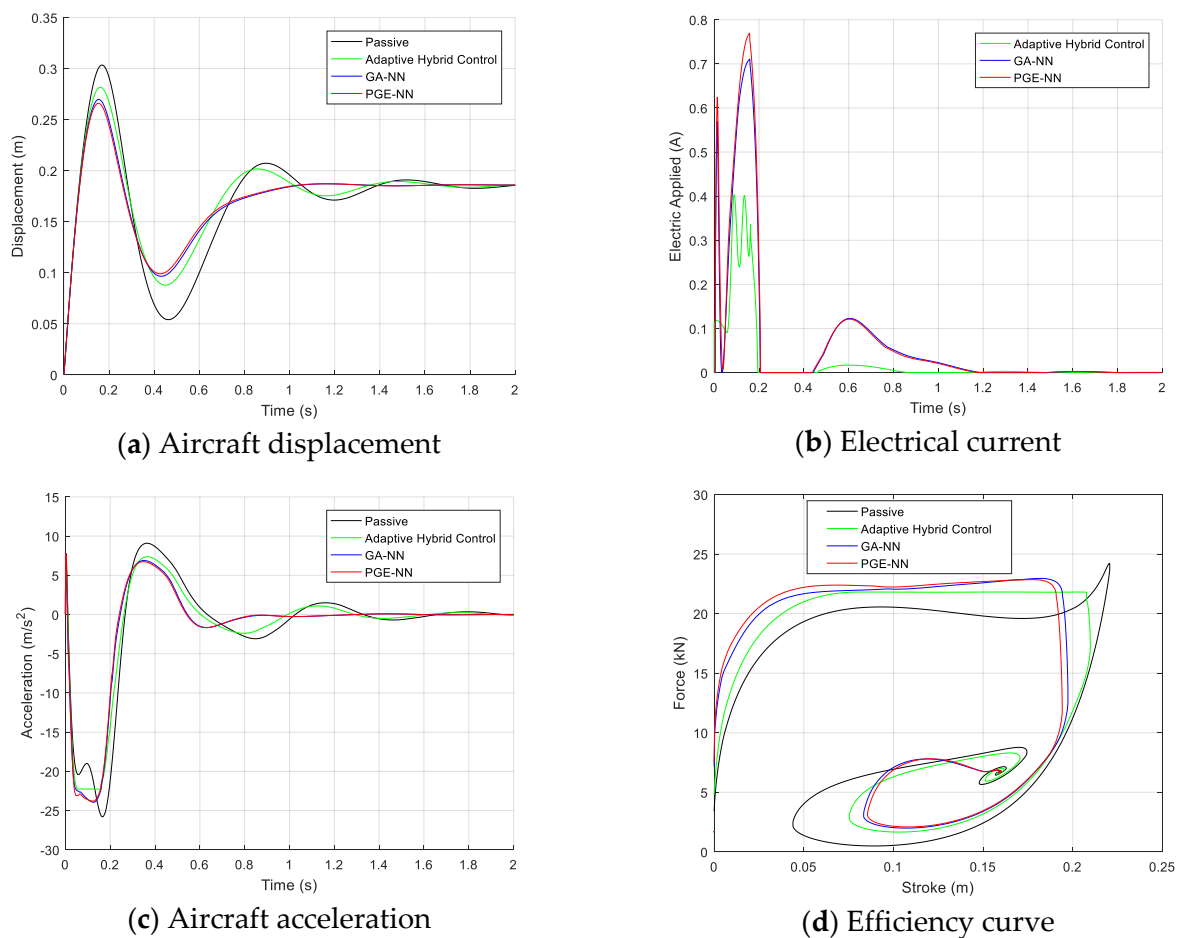 0.35
0.3
0.25
0.2
0.15
0.1
0.05
0
Displacement (m)
Passive
Adaptive Hybrid Control
GA-NN
PGE-NN
0 0.2 0.4 0.6 0.8 1 1.2 1.4 1.6 1.8 2
Time (s)
(a) Aircraft displacement
0.8
0.7
0.6
0.5
0.4
0.3
0.2
0.1
0
Electric Applied (A)
Adaptive Hybrid Control
GA-NN
PGE-NN
0 0.2 0.4 0.6 0.8 1 1.2 1.4 1.6 1.8 2
Time (s)
(b) Electrical current
15
10
5
0
-5
-10
-15
-20
-25
-30
Acceleration (m/s²)
Passive
Adaptive Hybrid Control
GA-NN
PGE-NN
0 0.2 0.4 0.6 0.8 1 1.2 1.4 1.6 1.8 2
Time (s)
(c) Aircraft acceleration
30
25
20
15
10
5
0
Force (kN)
Passive
Adaptive Hybrid Control
GA-NN
PGE-NN
0 0.05 0.1 0.15 0.2 0.25
Stroke (m)
(d) Efficiency curve